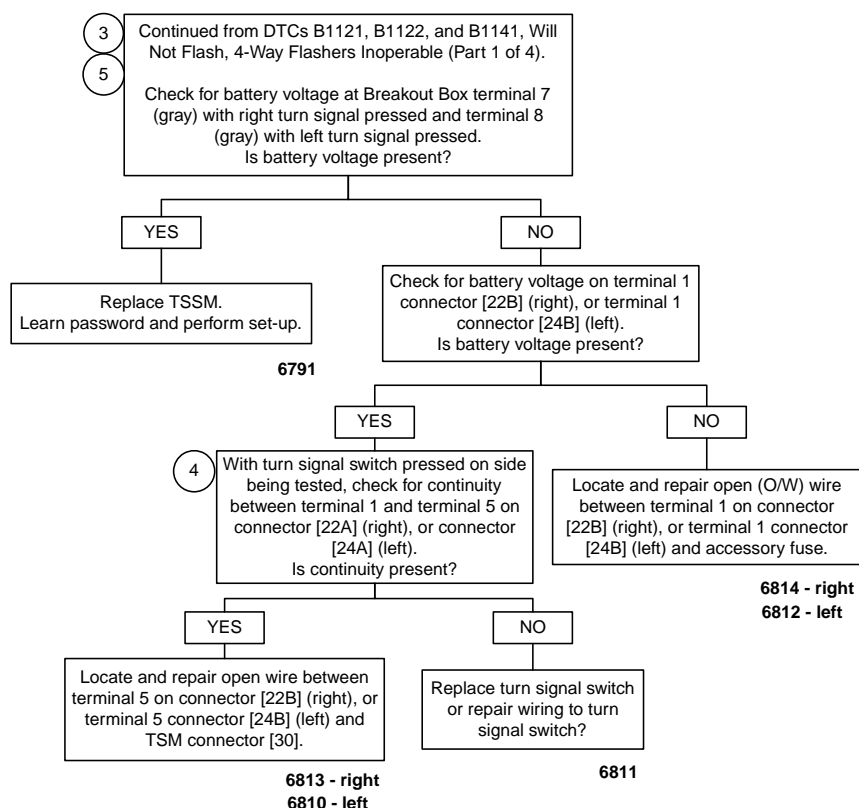 3
5
Continued from DTCs B1121, B1122, and B1141, Will
Not Flash, 4-Way Flashers Inoperable (Part 1 of 4).
Check for battery voltage at Breakout Box terminal 7
(gray) with right turn signal pressed and terminal 8
(gray) with left turn signal pressed.
Is battery voltage present?
YES
NO
Replace TSSM.
Learn password and perform set-up.
6791
Check for battery voltage on terminal 1
connector [22B] (right), or terminal 1
connector [24B] (left).
Is battery voltage present?
YES
NO
4
With turn signal switch pressed on side
being tested, check for continuity
between terminal 1 and terminal 5 on
connector [22A] (right), or connector
[24A] (left).
Is continuity present?
Locate and repair open (O/W) wire
between terminal 1 on connector
[22B] (right), or terminal 1 connector
[24B] (left) and accessory fuse.
6814 - right
6812 - left
YES
NO
Locate and repair open wire between
terminal 5 on connector [22B] (right), or
terminal 5 connector [24B] (left) and
TSM connector [30].
6813 - right
6810 - left
Replace turn signal switch
or repair wiring to turn
signal switch?
6811